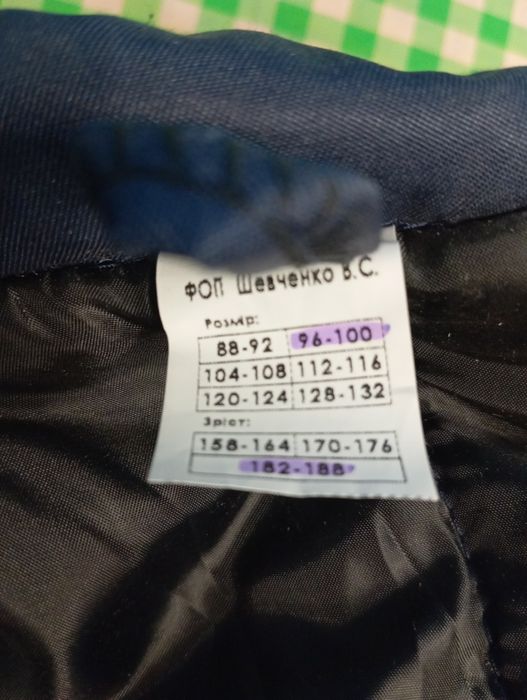 ФОП Шевченко В.С.
Розмір:
88-92 96-100
104-108 112-116
120-124 128-132
Зріст:
158-164 170-176
182-188